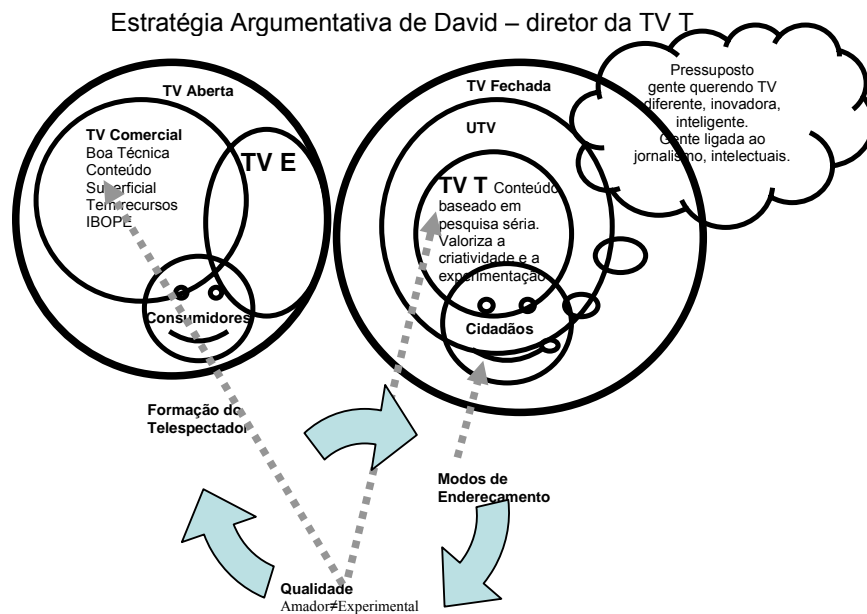 Estratégia Argumentativa de David – diretor da TV T
TV Aberta
TV Comercial
Boa Técnica
Conteúdo
Superficial
Tem recursos
IBOPE
TV E
Consumidores
TV Fechada
UTV
TV T Conteúdo
baseado em
pesquisa séria.
Valoriza a
criatividade e a
experimentação
Cidadãos
Pressuposto
gente querendo TV
diferente, inovadora,
inteligente.
Gente ligada ao
jornalismo, intelectuais.
Formação do
Telespectador
Modos de
Endereçamento
Qualidade
Amador≠Experimental